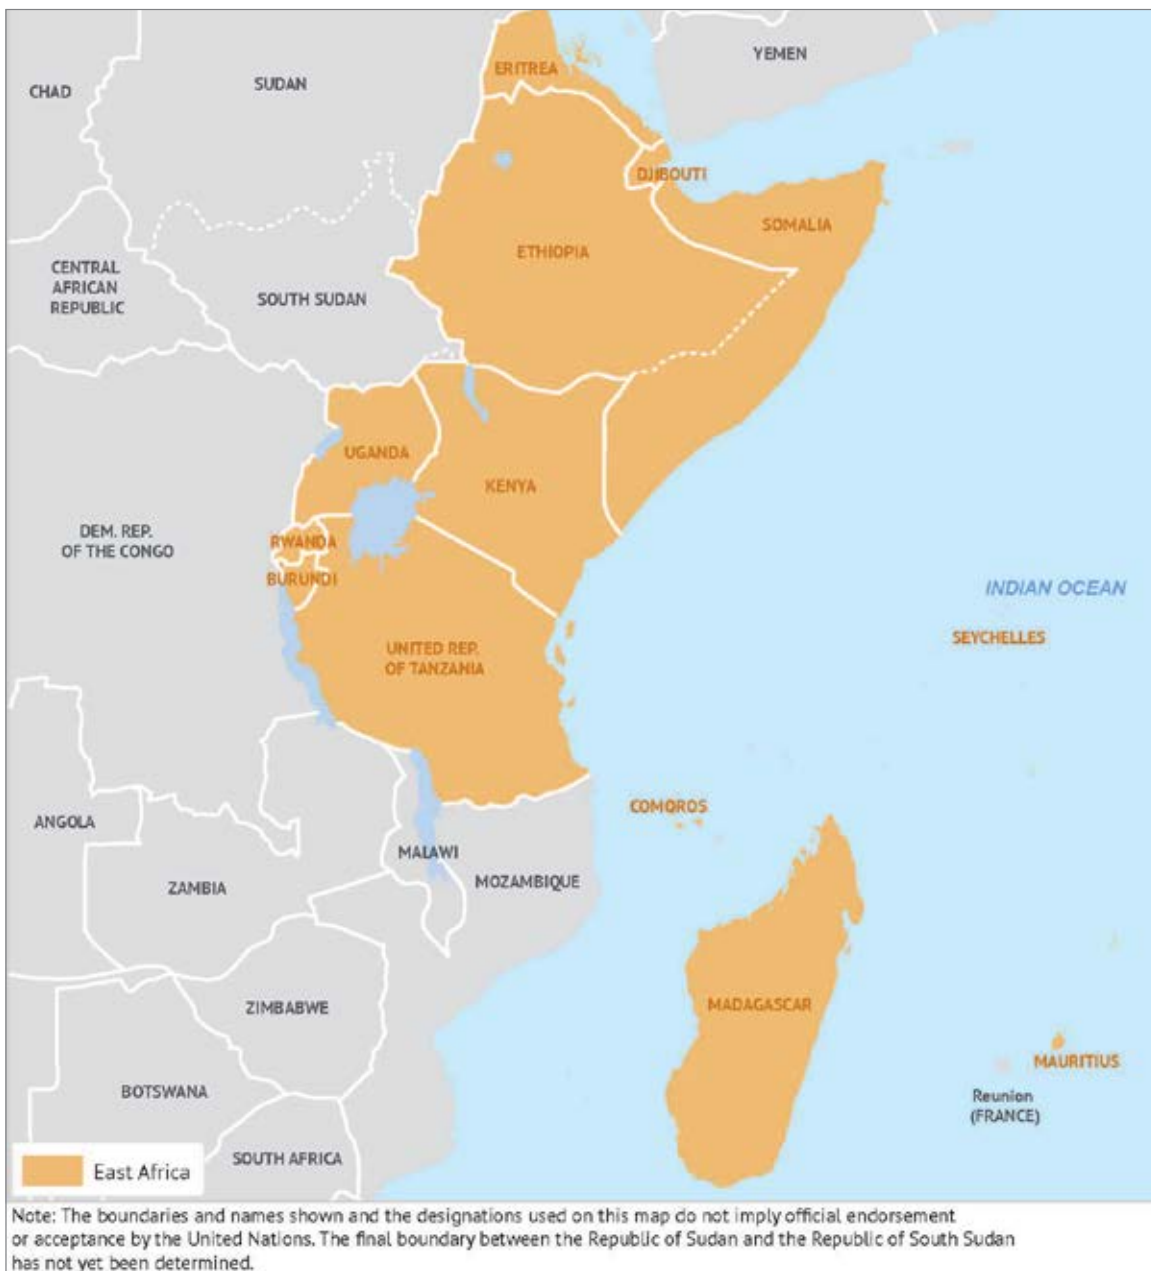 YEMEN
ERITREA
SUDAN
CHAD
DJIBOUTI
SOMALIA
ETHIOPIA
CENTRAL
AFRICAN
REPUBLIC
SOUTH SUDAN
UGANDA
KENYA
DEM. REP.
OF THE CONGO
RWANDA
BURUNDI
INDIAN OCEAN
SEYCHELLES
UNITED REP.
OF TANZANIA
COMOROS
ANGOLA
MALAWI
ZAMBIA
MOZAMBIQUE
MADAGASCAR
ZIMBABWE
MAURITIUS
BOTSWANA
Reunion
(FRANCE)
SOUTH AFRICA
East Africa
Note: The boundaries and names shown and the designations used on this map do not imply official endorsement
or acceptance by the United Nations. The final boundary between the Republic of Sudan and the Republic of South Sudan
has not yet been determined.